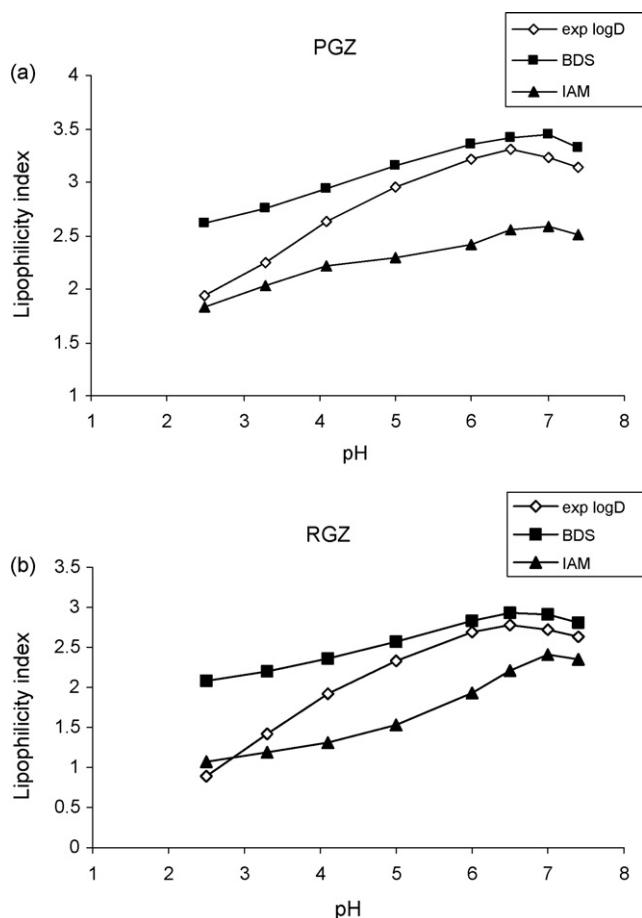 PGZ
exp logD
BDS
IAM
(a)
4
3.5
3
2.5
2
1.5
1
Lipophilicity index
1 2 3 4 5 6 7 8
pH
RGZ
exp logD
BDS
IAM
(b)
3.5
3
2.5
2
1.5
1
0.5
0
Lipophilicity index
1 2 3 4 5 6 7 8
pH